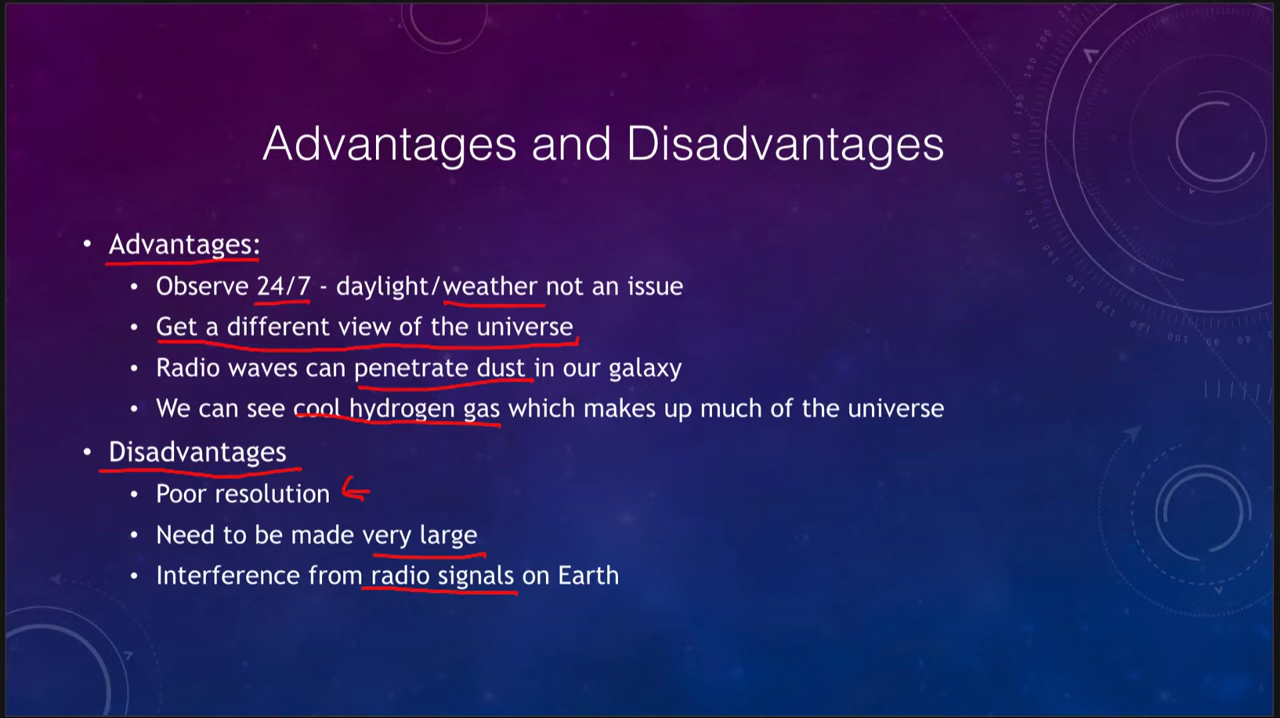 Advantages and Disadvantages
• Advantages:
• Observe 24/7 - daylight/weather not an issue
• Get a different view of the universe
• Radio waves can penetrate dust in our galaxy
• We can see cool hydrogen gas which makes up much of the universe
• Disadvantages
• Poor resolution
• Need to be made very large
• Interference from radio signals on Earth